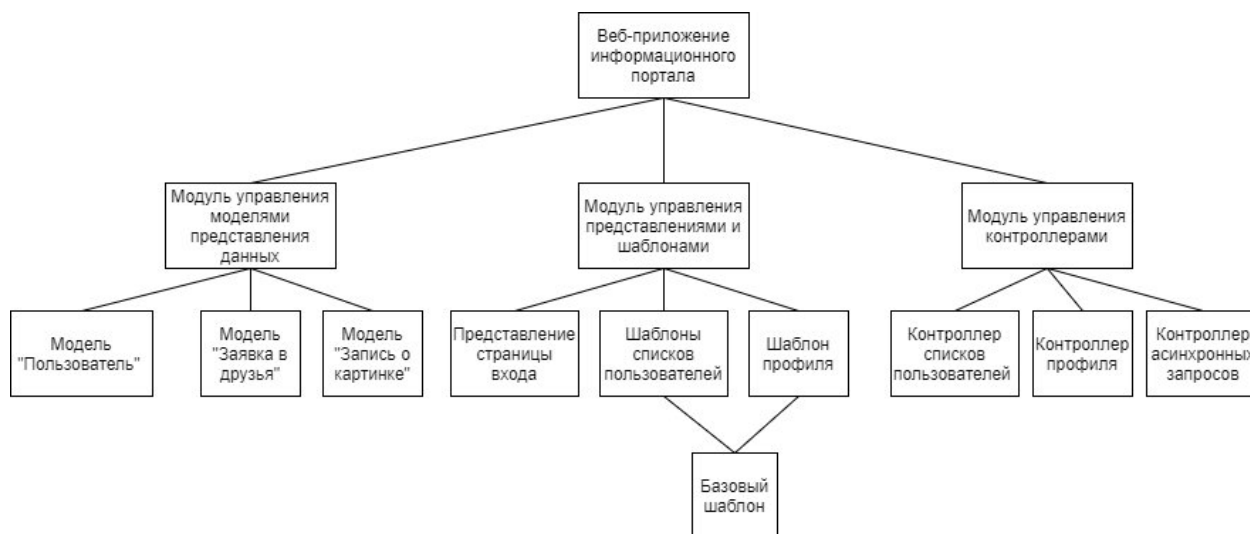 Веб-приложение
информационного
портала
Модуль управления
моделями
представления
данных
Модуль управления
представлениями и
шаблонами
Модуль управления
контроллерами
Модель
"Пользователь"
Модель
"Заявка в
друзья"
Модель
"Запись о
картинке"
Представление
страницы
входа
Шаблоны
списков
пользователей
Шаблон
профиля
Контроллер
списков
пользователей
Контроллер
профиля
Контроллер
асинхронных
запросов
Базовый
шаблон